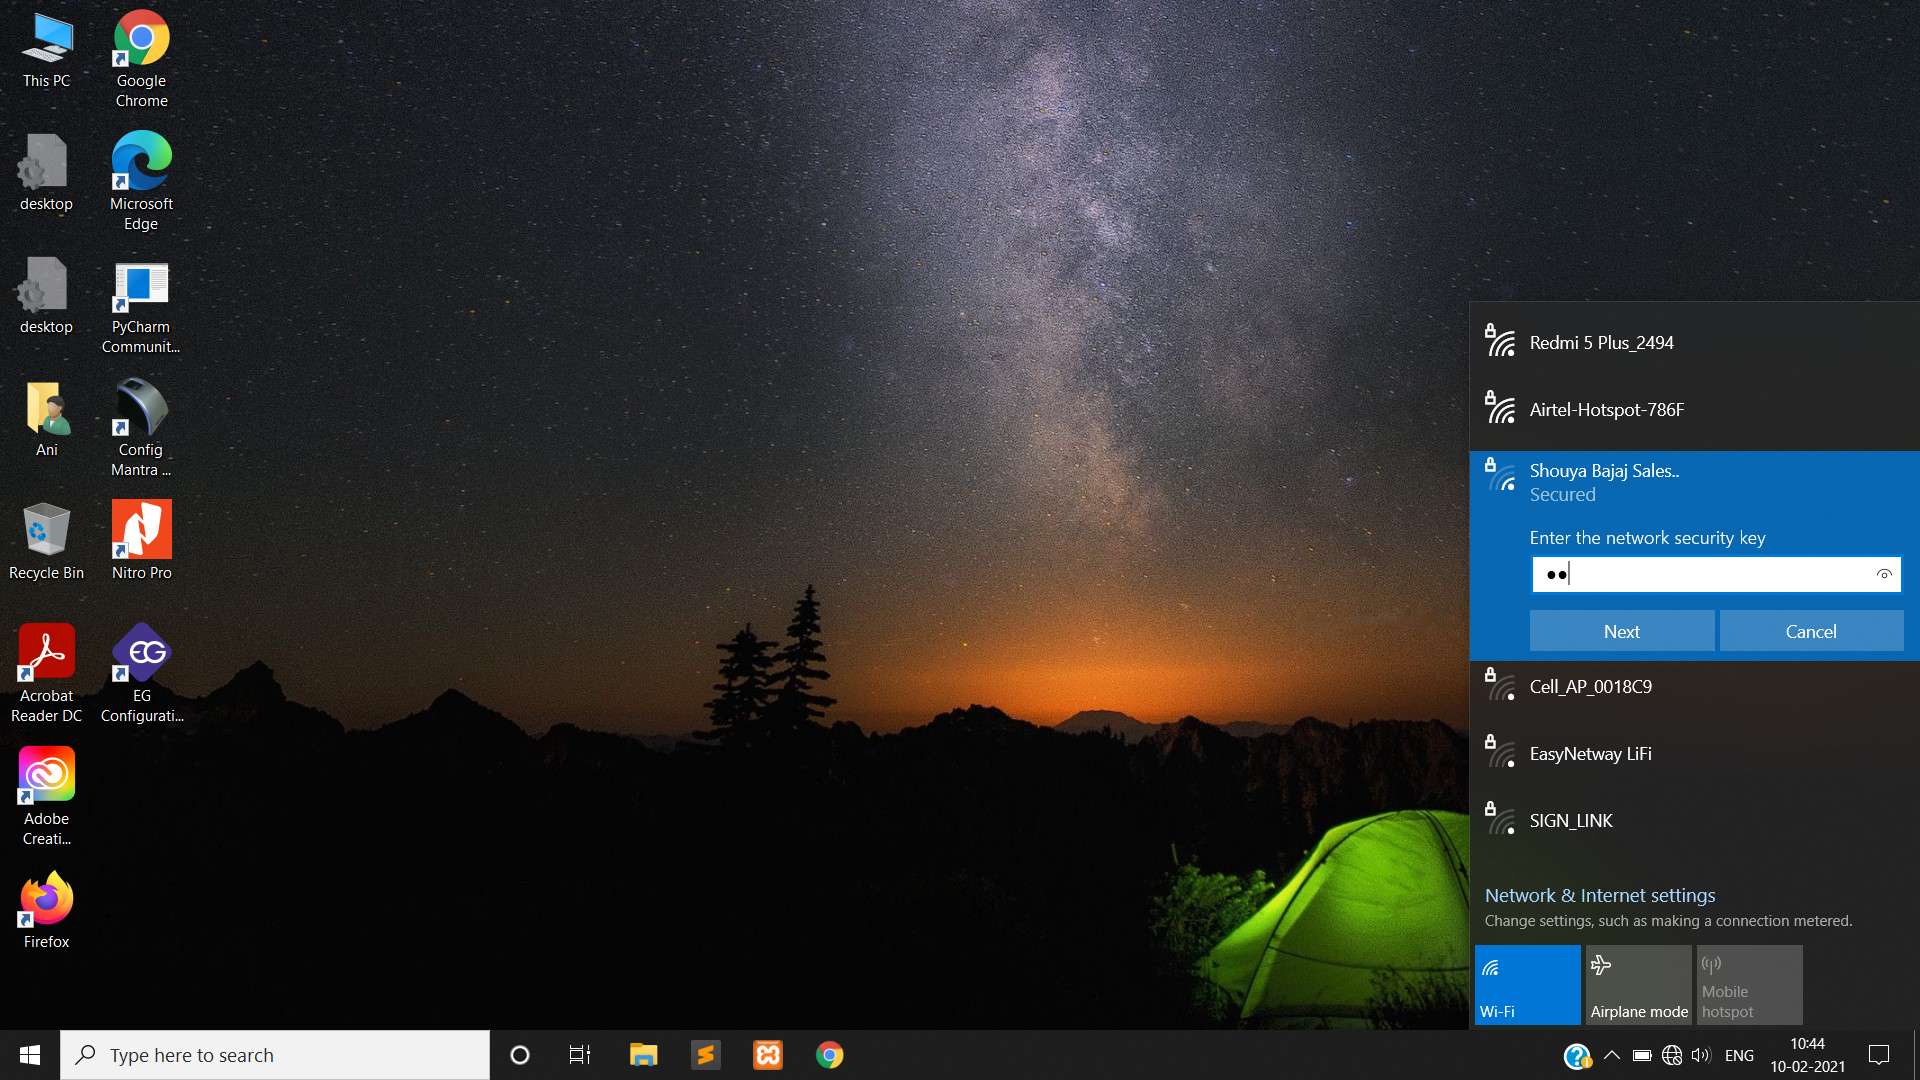 This PC
Google
Chrome
desktop
Microsoft
Edge
desktop
PyCharm
Communit...
Ani
Config
Mantra ...
Recycle Bin
Nitro Pro
Acrobat
Reader DC
EG
Configurati...
Adobe
Creati...
Firefox
Redmi 5 Plus_2494
Airtel-Hotspot-786F
Shouya Bajaj Sales..
Secured
Enter the network security key
Next
Cancel
Cell_AP_0018C9
EasyNetway LiFi
SIGN_LINK
Network & Internet settings
Change settings, such as making a connection metered.
Wi-Fi
Airplane mode
Mobile
hotspot
Type here to search
ENG
10:44
10-02-2021